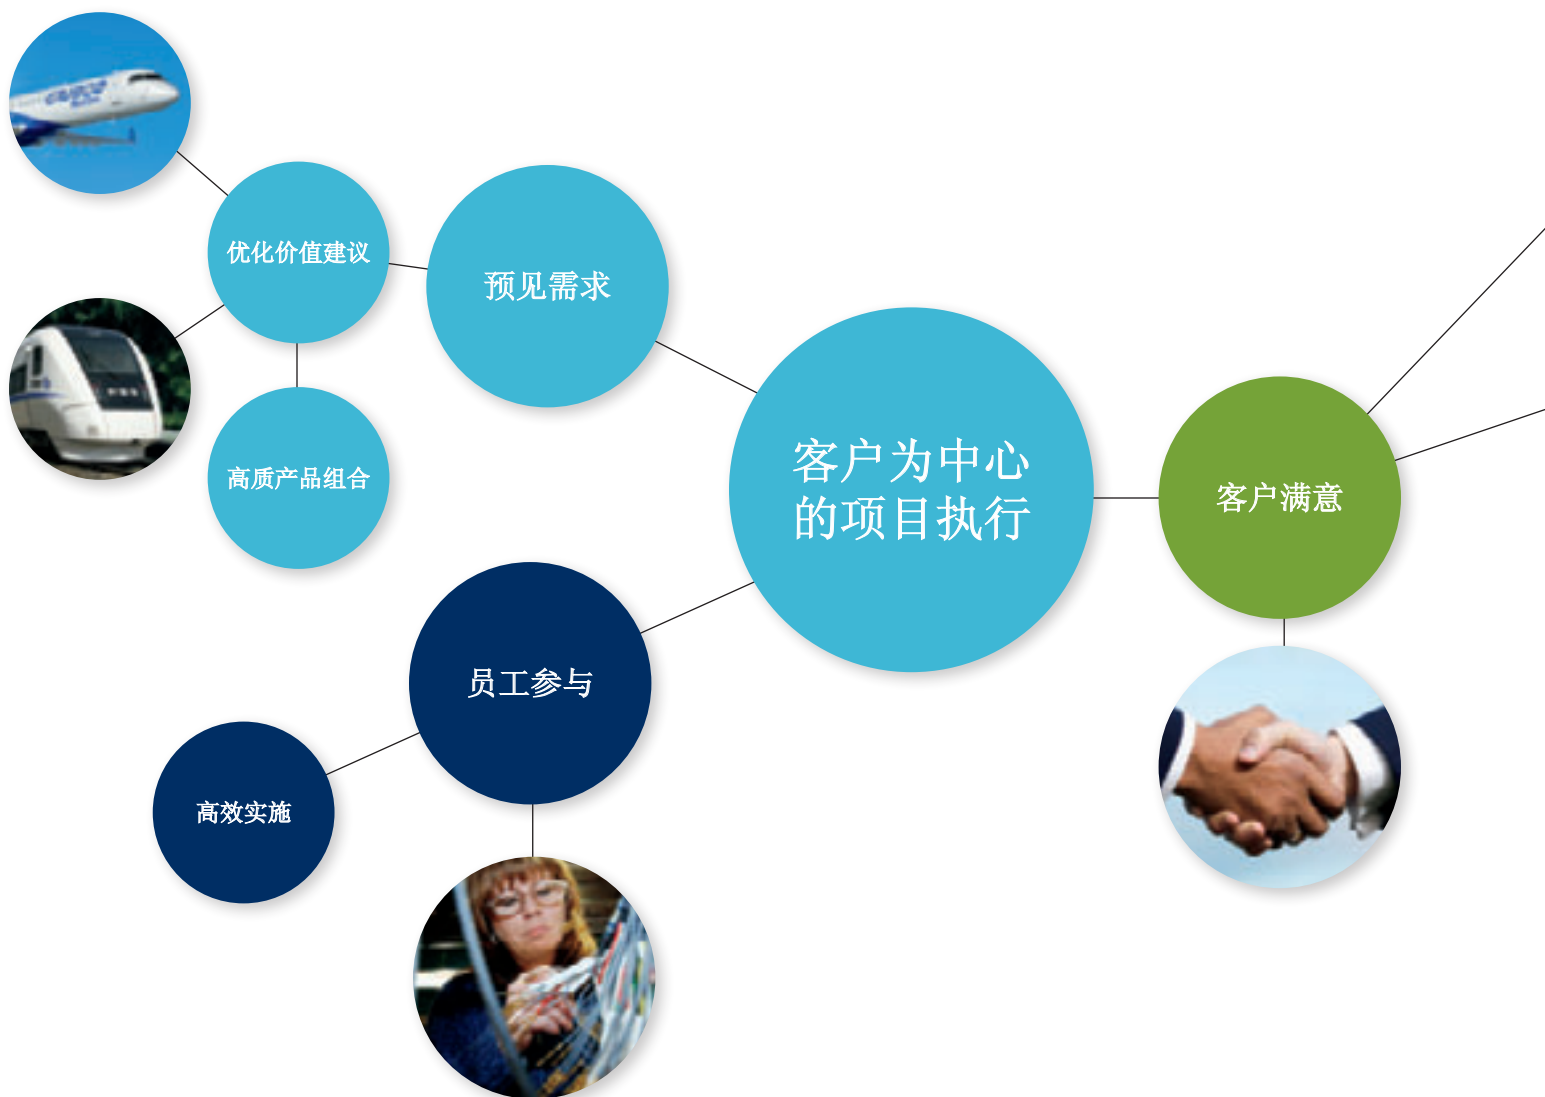 优化价值建议
预见需求
高质产品组合
客户为中心
的项目执行
客户满意
员工参与
高效实施